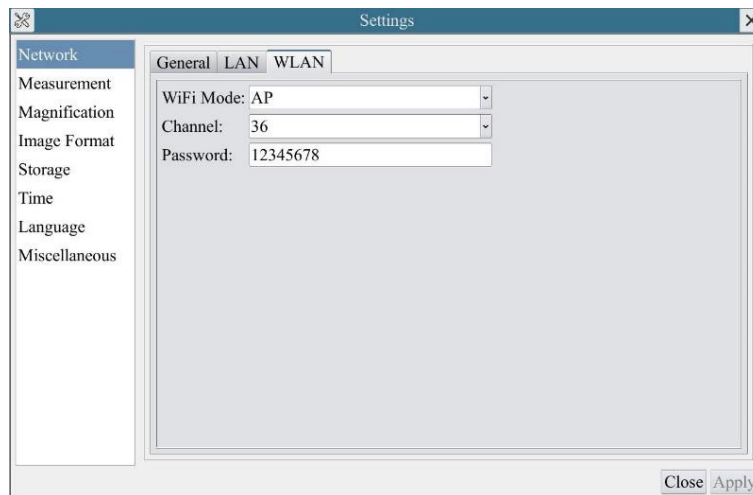 Settings
Network
Measurement
Magnification
Image Format
Storage
Time
Language
Miscellaneous
General LAN WLAN
WiFi Mode: AP
Channel: 36
Password: 12345678
Close Apply